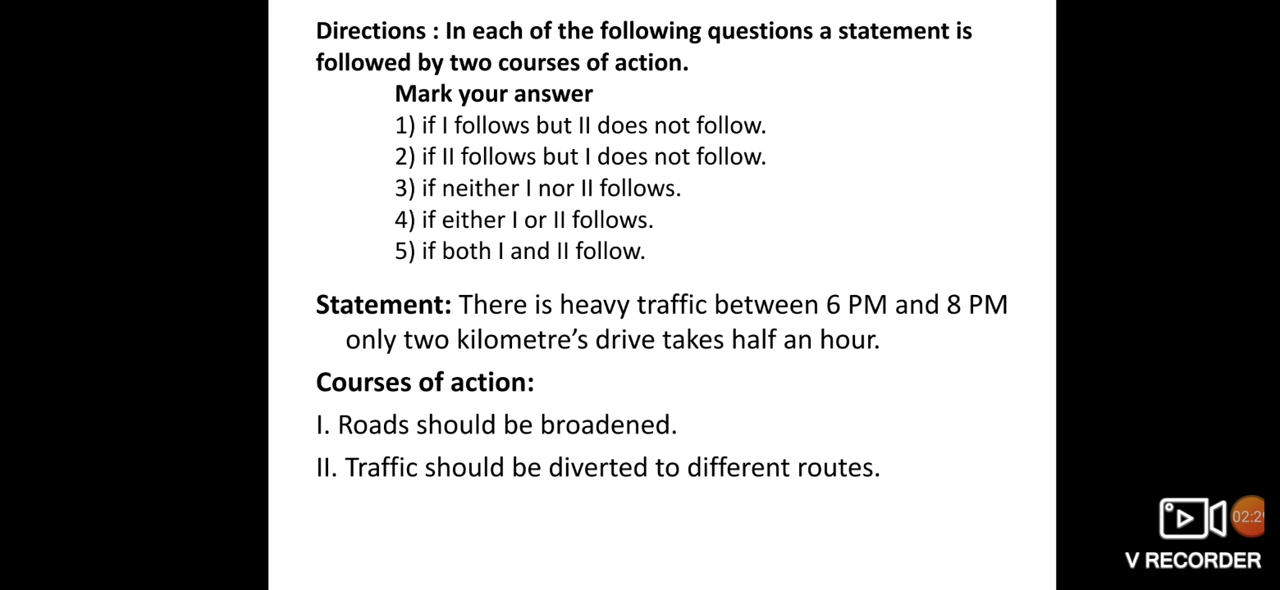 Directions : In each of the following questions a statement is
followed by two courses of action.
Mark your answer
1) if I follows but II does not follow.
2) if II follows but I does not follow.
3) if neither I nor II follows.
4) if either I or II follows.
5) if both I and II follow.
Statement: There is heavy traffic between 6 PM and 8 PM
only two kilometre’s drive takes half an hour.
Courses of action:
I. Roads should be broadened.
II. Traffic should be diverted to different routes.
V RECORDER